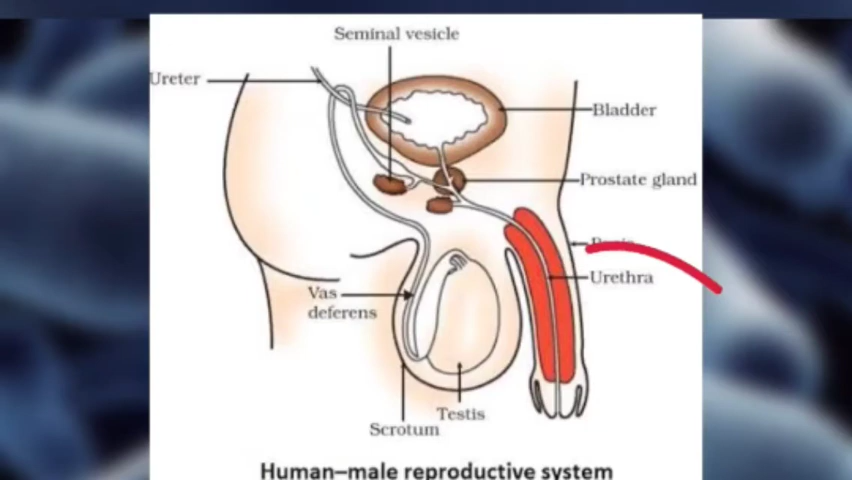 Seminal vesicle
Ureter
Bladder
Prostate gland
Urethra
Vas
deferens
Testis
Scrotum
Human–male reproductive system